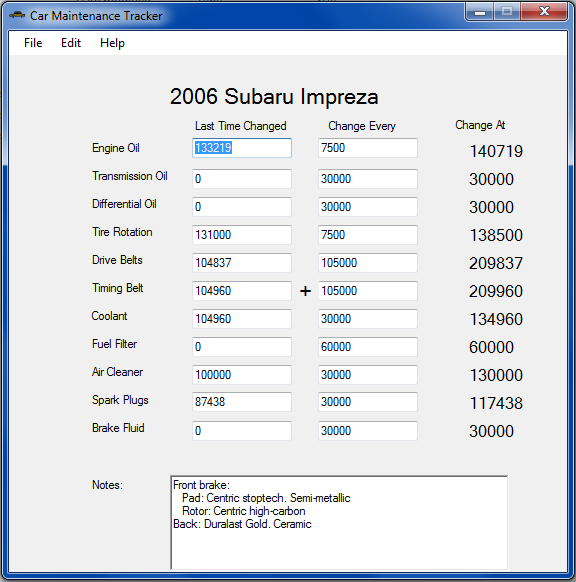 Car Maintenance Tracker
File Edit Help
2006 Subaru Impreza
Last Time Changed Change Every Change At
Engine Oil 133219 7500 140719
Transmission Oil 0 30000 30000
Differential Oil 0 30000 30000
Tire Rotation 131000 7500 138500
Drive Belts 104837 105000 209837
Timing Belt 104960 + 105000 209960
Coolant 104960 30000 134960
Fuel Filter 0 60000 60000
Air Cleaner 100000 30000 130000
Spark Plugs 87438 30000 117438
Brake Fluid 0 30000 30000
Notes: Front brake:
Pad: Centric stoptech. Semi-metallic
Rotor: Centric high-carbon
Back: Duralast Gold. Ceramic